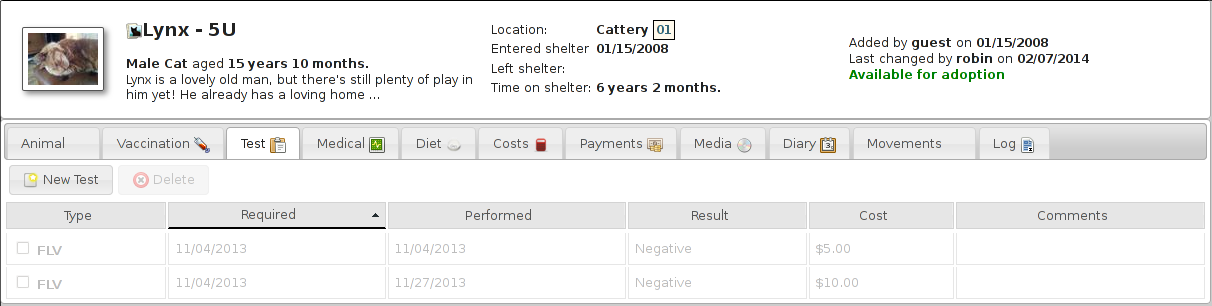 Lynx - 5U
Male Cat aged 15 years 10 months.
Lynx is a lovely old man, but there's still plenty of play in
him yet! He already has a loving home ...
Location: Cattery 01
Entered shelter 01/15/2008
Left shelter:
Time on shelter: 6 years 2 months.
Added by guest on 01/15/2008
Last changed by robin on 02/07/2014
Available for adoption
Animal Vaccination Test Medical Diet Costs Payments Media Diary Movements Log
New Test Delete
Type Required Performed Result Cost Comments
FLV 11/04/2013 11/04/2013 Negative $5.00
FLV 11/04/2013 11/27/2013 Negative $10.00